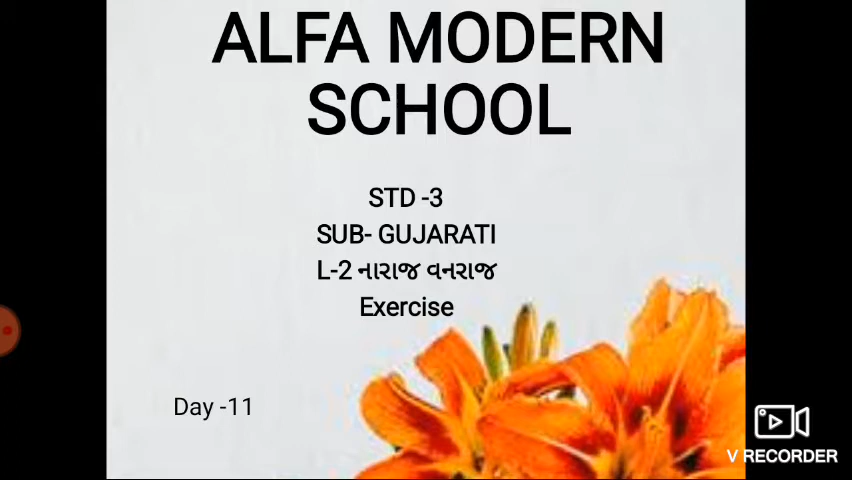 ALFA MODERN
SCHOOL
STD -3
SUB- GUJARATI
L-2 નારાજ વનરાજ
Exercise
Day -11
V RECORDER